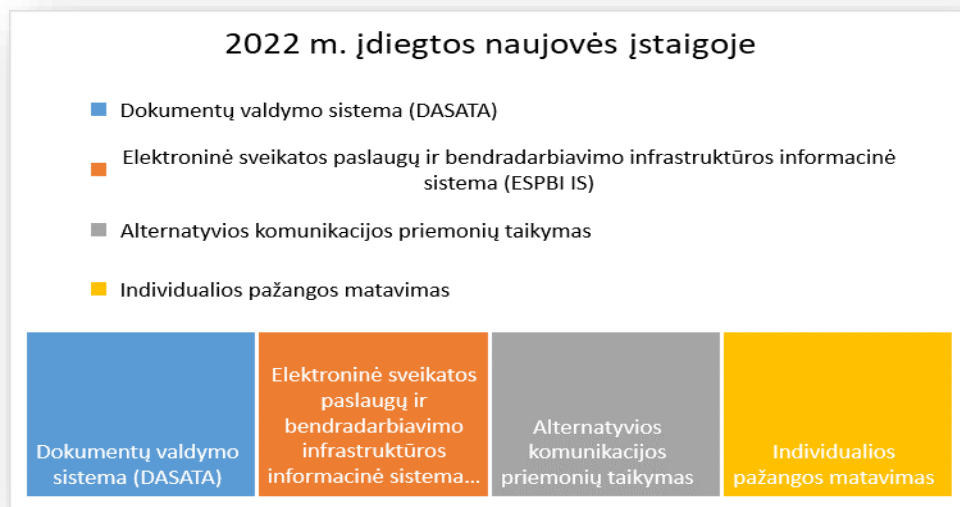 2022 m. įdiegtos naujovės įstaigoje
Dokumentų valdymo sistema (DASATA)
Elektroninė sveikatos paslaugų ir bendradarbiavimo infrastruktūros informacinė
sistema (ESPBI IS)
Alternatyvios komunikacijos priemonių taikymas
Individualios pažangos matavimas
Dokumentų valdymo
sistema (DASATA)
Elektroninė sveikatos
paslaugų ir
bendradarbiavimo
infrastruktūros
informacinė sistema...
Alternatyvios
komunikacijos
priemonių taikymas
Individualios
pažangos matavimas